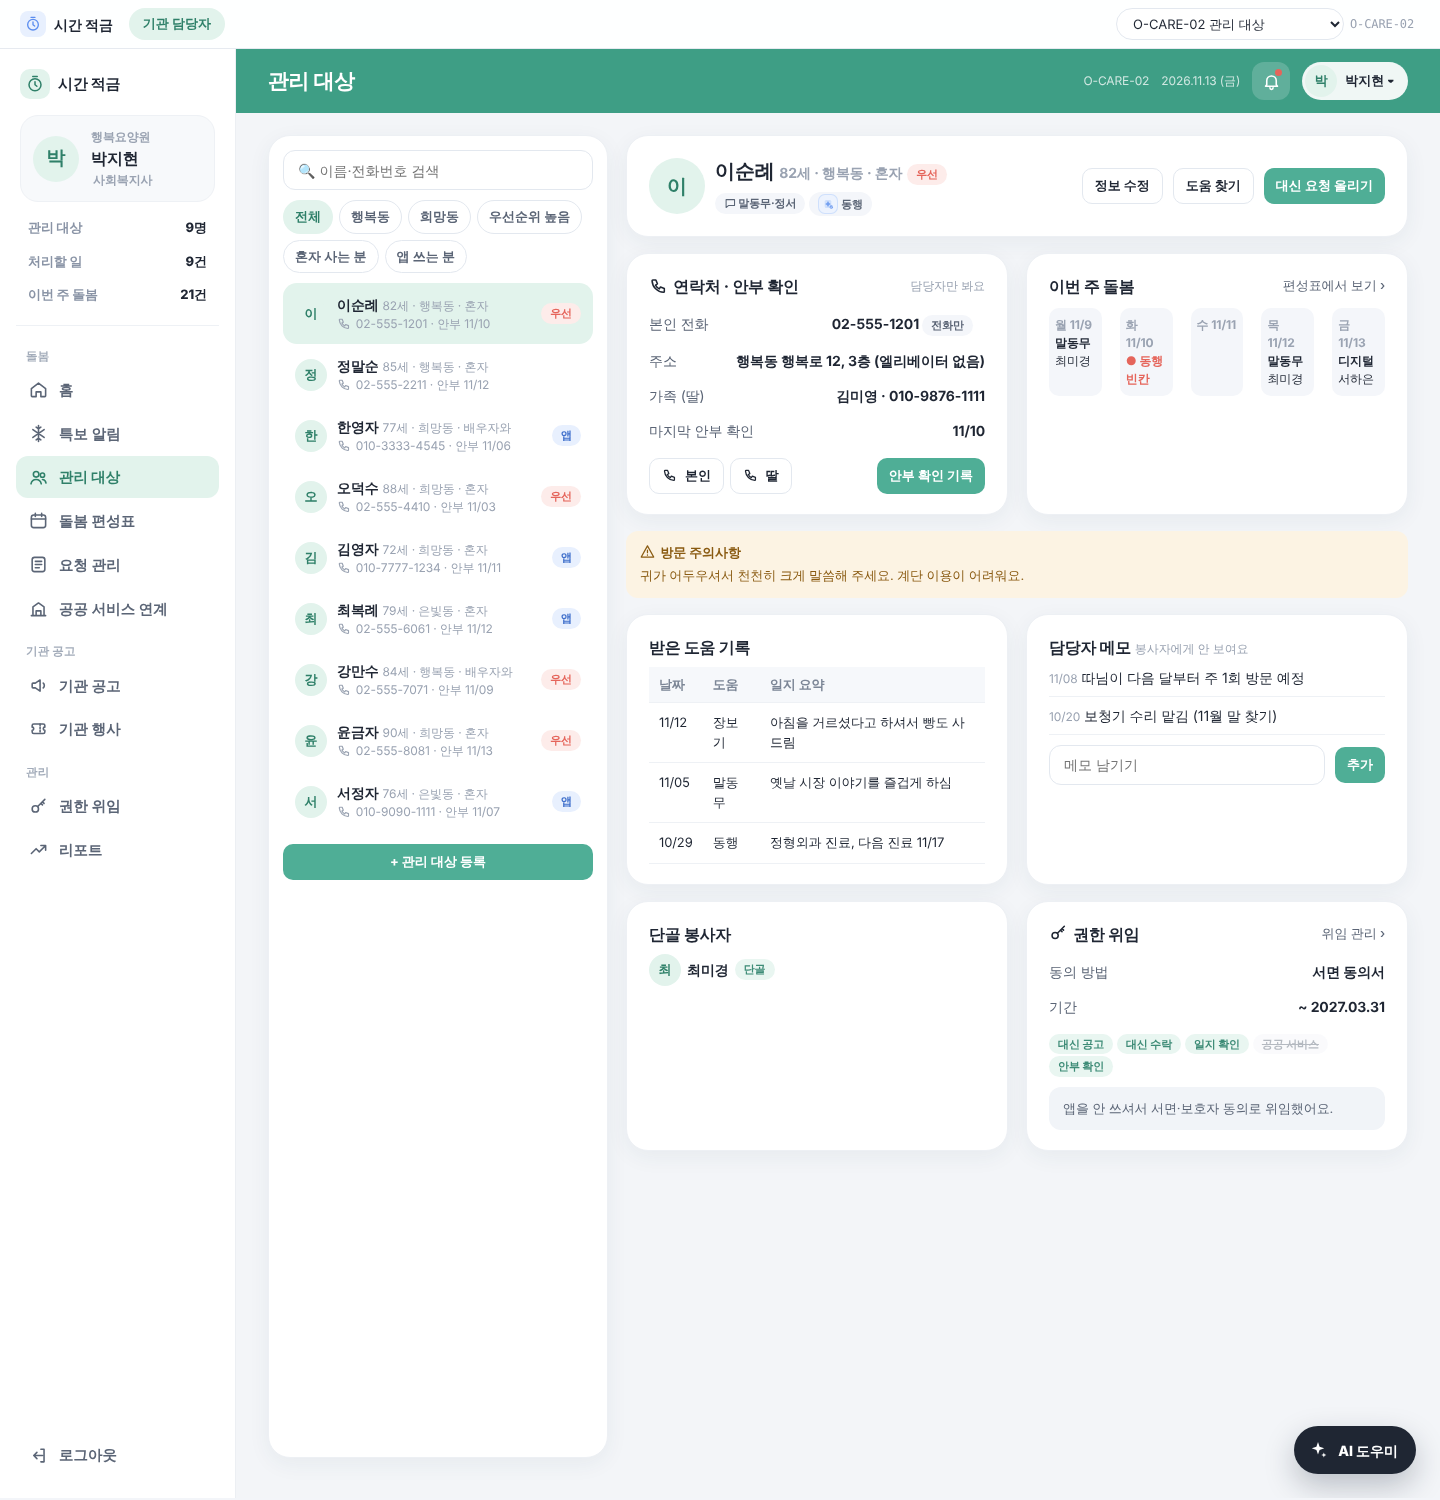 시간 적금
기관 담당자
O-CARE-02 관리 대상
O-CARE-02
시간 적금
행복요양원
박
박지현
사회복지사
관리 대상 9명
처리할 일 9건
이번 주 돌봄 21건
돌봄
홈
특보 알림
관리 대상
돌봄 편성표
요청 관리
공공 서비스 연계
기관 공고
기관 공고
기관 행사
관리
권한 위임
리포트
로그아웃
관리 대상
O-CARE-02 2026.11.13 (금)
박 박지현
이름·전화번호 검색
전체 행복동 희망동 우선순위 높음
혼자 사는 분 앱 쓰는 분
이 이순례 82세 · 행복동 · 혼자 우선
02-555-1201 · 안부 11/10
정 정말순 85세 · 행복동 · 혼자
02-555-2211 · 안부 11/12
한 한영자 77세 · 희망동 · 배우자와 앱
010-3333-4545 · 안부 11/06
오 오덕수 88세 · 희망동 · 혼자 우선
02-555-4410 · 안부 11/03
김 김영자 72세 · 희망동 · 혼자 앱
010-7777-1234 · 안부 11/11
최 최복례 79세 · 은빛동 · 혼자 앱
02-555-6061 · 안부 11/12
강 강만수 84세 · 행복동 · 배우자와 우선
02-555-7071 · 안부 11/09
윤 윤금자 90세 · 희망동 · 혼자 우선
02-555-8081 · 안부 11/13
서 서정자 76세 · 은빛동 · 혼자 앱
010-9090-1111 · 안부 11/07
+ 관리 대상 등록
이 이순례 82세 · 행복동 · 혼자 우선
말동무·정서 동행
정보 수정 도움 찾기 대신 요청 올리기
연락처 · 안부 확인 담당자만 봐요
본인 전화 02-555-1201 전화만
주소 행복동 행복로 12, 3층 (엘리베이터 없음)
가족 (딸) 김미영 · 010-9876-1111
마지막 안부 확인 11/10
본인 딸 안부 확인 기록
이번 주 돌봄 편성표에서 보기 ›
월 11/9
말동무
최미경
화
11/10
동행
빈칸
수 11/11
목
11/12
말동무
최미경
금
11/13
디지털
서하은
방문 주의사항
귀가 어두우셔서 천천히 크게 말씀해 주세요. 계단 이용이 어려워요.
받은 도움 기록
날짜 도움 일지 요약
11/12 장보기 아침을 거르셨다고 하셔서 빵도 사
드림
11/05 말동무 옛날 시장 이야기를 즐겁게 하심
10/29 동행 정형외과 진료, 다음 진료 11/17
담당자 메모 봉사자에게 안 보여요
11/08 따님이 다음 달부터 주 1회 방문 예정
10/20 보청기 수리 맡김 (11월 말 찾기)
메모 남기기 추가
단골 봉사자
최 최미경 단골
권한 위임 위임 관리 ›
동의 방법 서면 동의서
기간 ~ 2027.03.31
대신 공고 대신 수락 일지 확인 공공 서비스
안부 확인
앱을 안 쓰셔서 서면·보호자 동의로 위임했어요.
AI 도우미